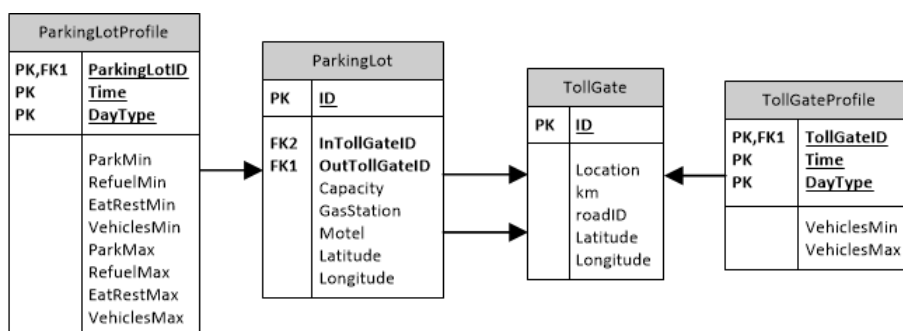 ParkingLotProfile
PK,FK1 ParkingLotID
PK Time
PK DayType
ParkMin
RefuelMin
EatRestMin
VehiclesMin
ParkMax
RefuelMax
EatRestMax
VehiclesMax
ParkingLot
PK ID
FK2 InTollGateID
FK1 OutTollGateID
Capacity
GasStation
Motel
Latitude
Longitude
TollGate
PK ID
Location
km
roadID
Latitude
Longitude
TollGateProfile
PK,FK1 TollGateID
PK Time
PK DayType
VehiclesMin
VehiclesMax